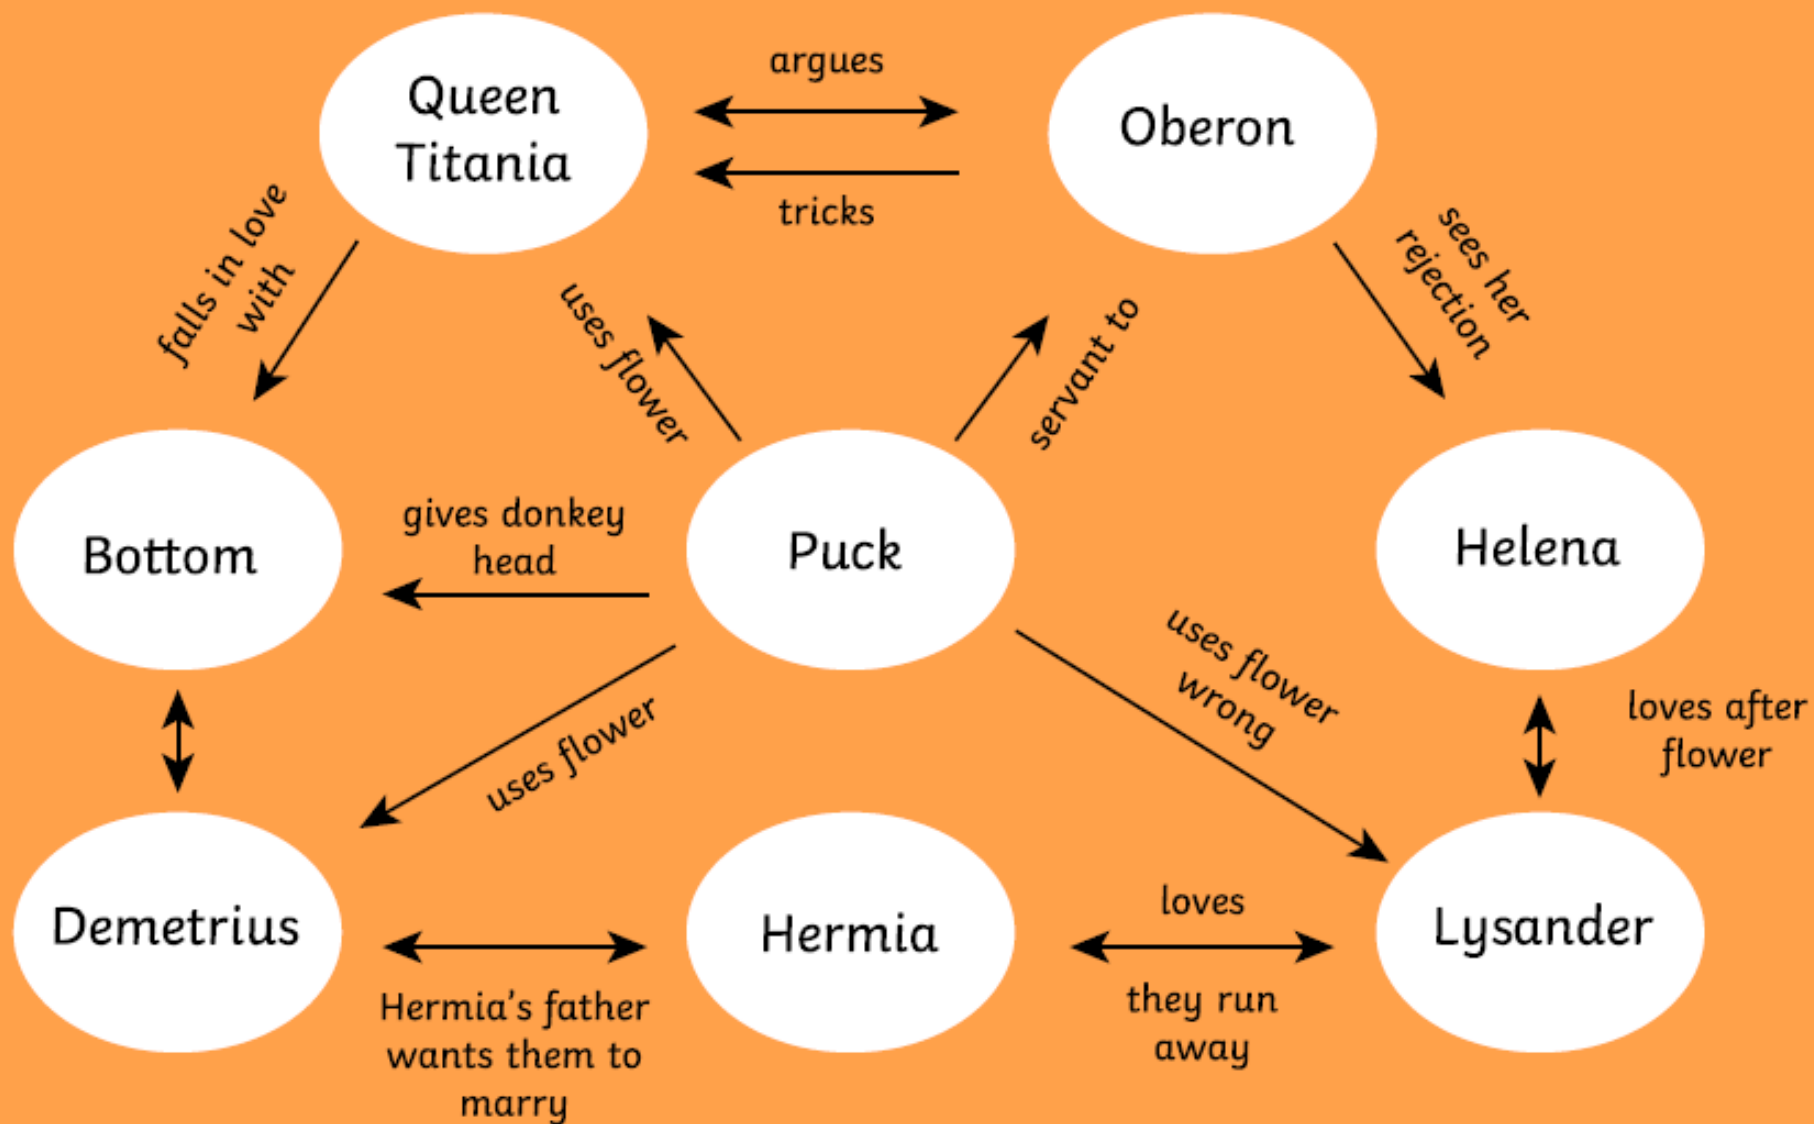 argues
Queen
Titania
Oberon
tricks
falls in love
with
sees her
rejection
uses flower
servant to
Bottom
gives donkey
head
Puck
Helena
uses flower
wrong
uses flower
loves after
flower
Demetrius
Hermia
loves
Lysander
Hermia's father
wants them to
marry
they run
away